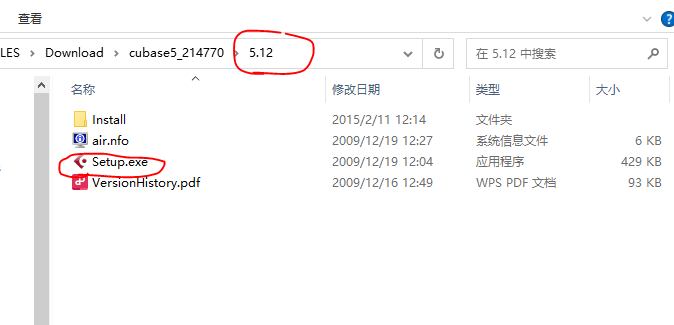 查看
LES > Download > cubase5_214770 > 5.12 在 5.12 中搜索
名称 修改日期 类型 大小
Install 2015/2/11 12:14 文件夹
air.nfo 2009/12/19 12:27 系统信息文件 6 KB
Setup.exe 2009/12/19 12:04 应用程序 429 KB
VersionHistory.pdf 2009/12/16 12:49 WPS PDF 文档 93 KB